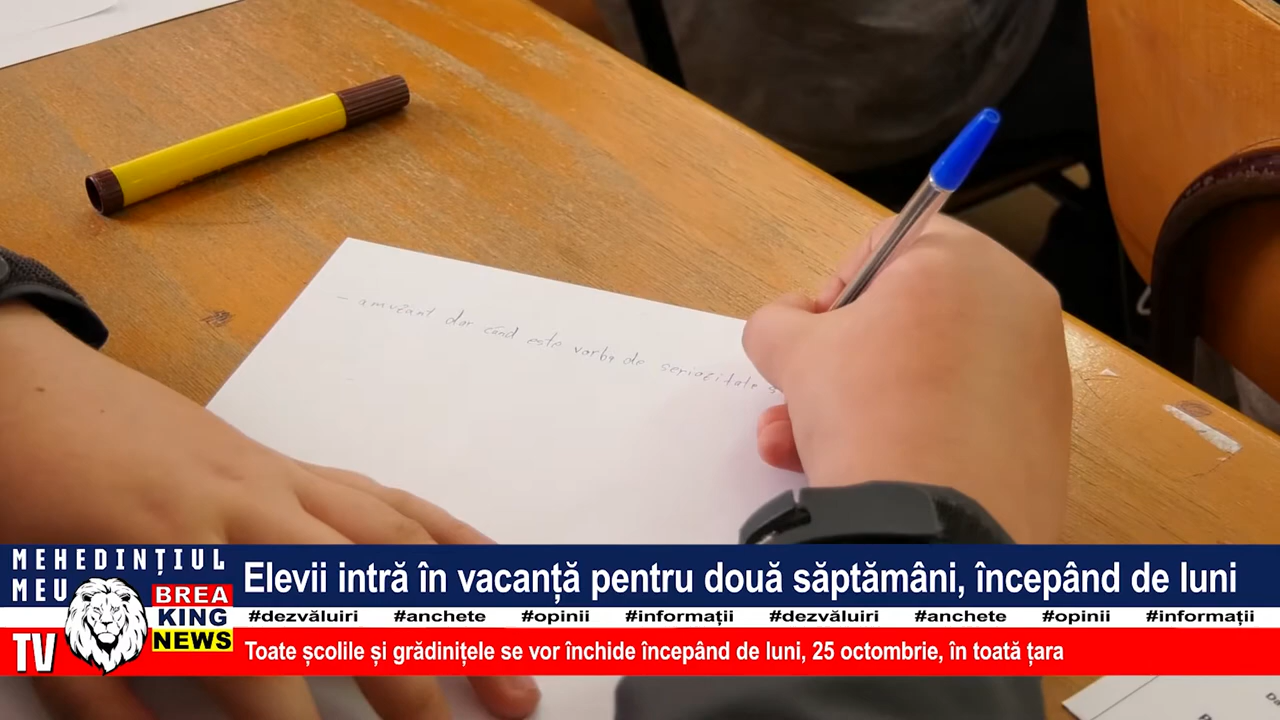 - amuzant dar când este vorba de seriozitate s
MEHEDINȚIUL
MEU
TV
BREA
KING
NEWS
Elevii intră în vacanță pentru două săptămâni, începând de luni
#dezvăluiri #anchete #opinii #informații #dezvăluiri #anchete #opinii #informații
Toate școlile și grădinițele se vor închide începând de luni, 25 octombrie, în toată țara